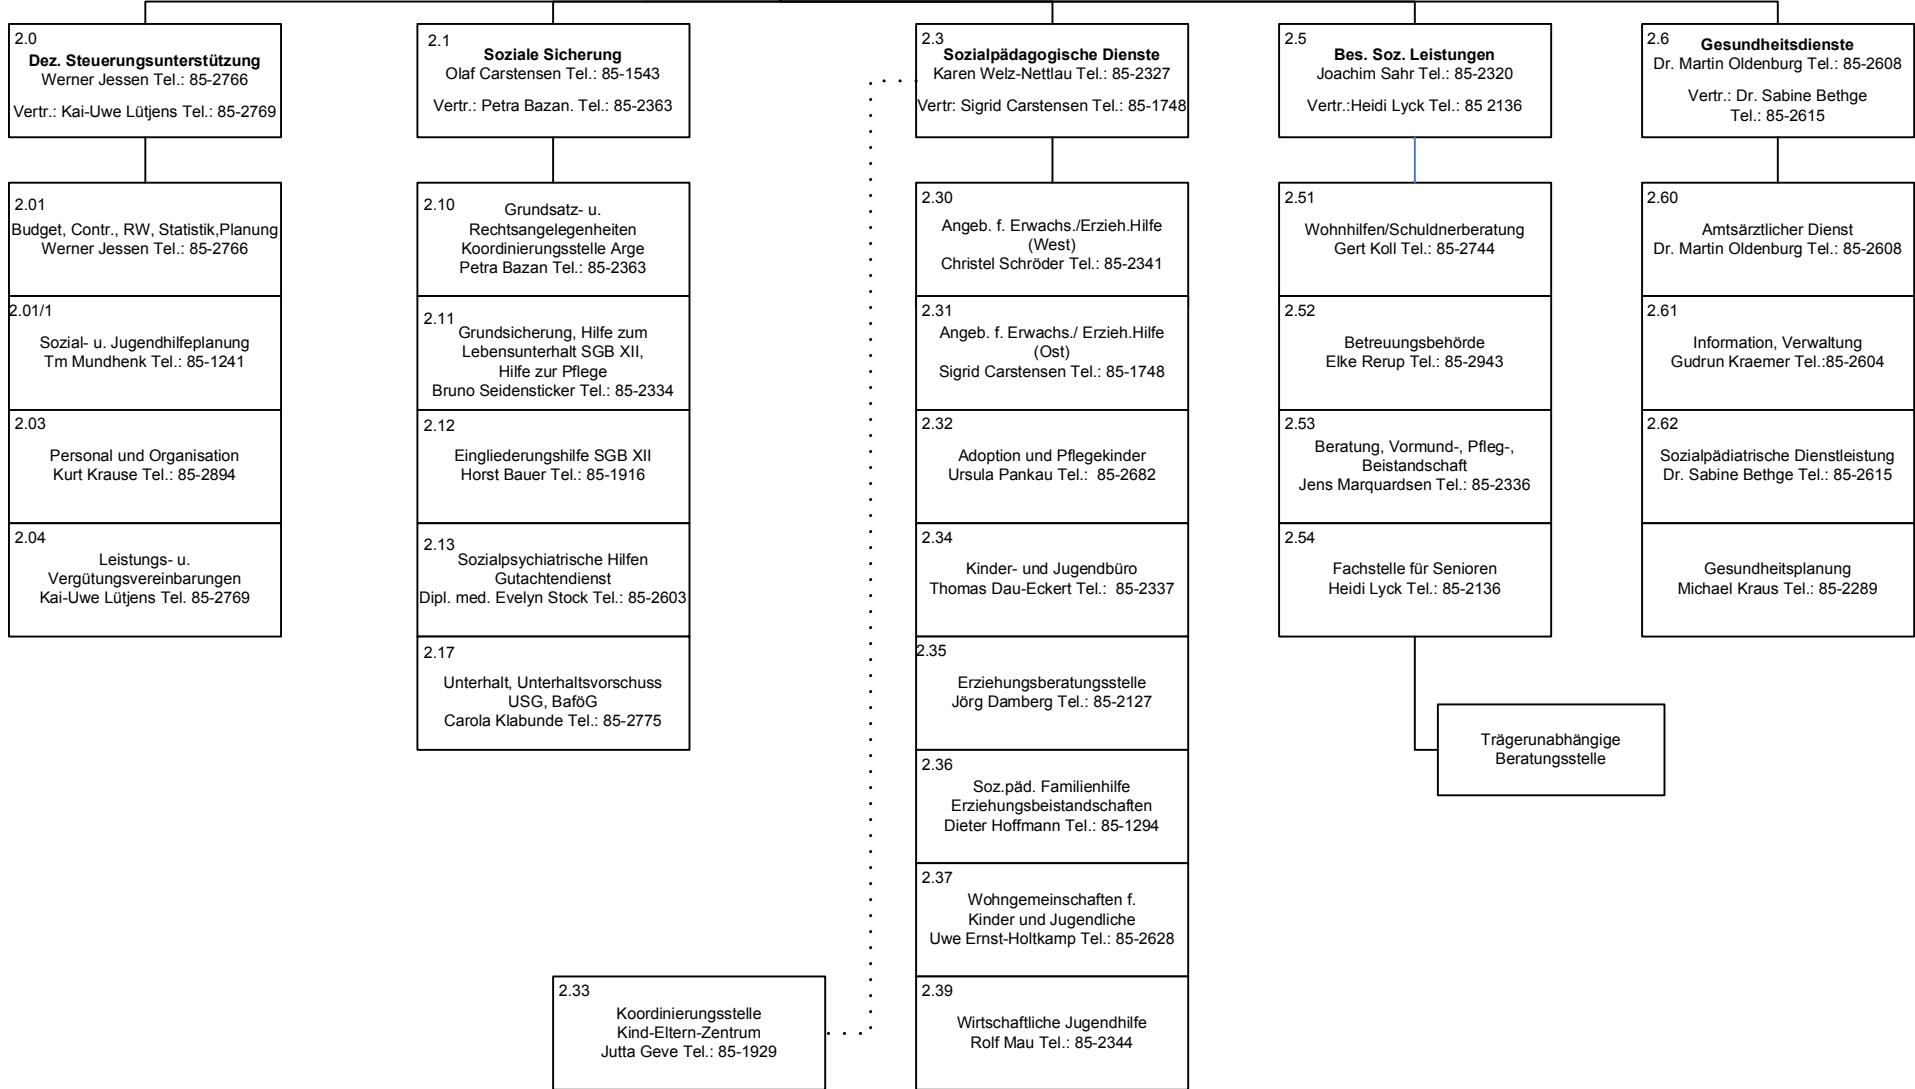 2.0
Dez. Steuerungsunterstützung
Werner Jessen Tel.: 85-2766
Vertr.: Kai-Uwe Lütjens Tel.: 85-2769
2.01
Budget, Contr., RW, Statistik,Planung
Werner Jessen Tel.: 85-2766
2.01/1
Sozial- u. Jugendhilfeplanung
Tm Mundhenk Tel.: 85-1241
2.03
Personal und Organisation
Kurt Krause Tel.: 85-2894
2.04
Leistungs- u.
Vergütungsvereinbarungen
Kai-Uwe Lütjens Tel. 85-2769
2.1
Soziale Sicherung
Olaf Carstensen Tel.: 85-1543
Vertr.: Petra Bazan. Tel.: 85-2363
2.10
Grundsatz- u.
Rechtsangelegenheiten
Koordinierungsstelle Arge
Petra Bazan Tel.: 85-2363
2.11
Grundsicherung, Hilfe zum
Lebensunterhalt SGB XII,
Hilfe zur Pflege
Bruno Seidensticker Tel.: 85-2334
2.12
Eingliederungshilfe SGB XII
Horst Bauer Tel.: 85-1916
2.13
Sozialpsychiatrische Hilfen
Gutachtendienst
Dipl. med. Evelyn Stock Tel.: 85-2603
2.17
Unterhalt, Unterhaltsvorschuss
USG, BaföG
Carola Klabunde Tel.: 85-2775
2.3
Sozialpädagogische Dienste
Karen Welz-Nettlau Tel.: 85-2327
Vertr: Sigrid Carstensen Tel.: 85-1748
2.30
Angeb. f. Erwachs./Erzieh.Hilfe
(West)
Christel Schröder Tel.: 85-2341
2.31
Angeb. f. Erwachs./ Erzieh.Hilfe
(Ost)
Sigrid Carstensen Tel.: 85-1748
2.32
Adoption und Pflegekinder
Ursula Pankau Tel.: 85-2682
2.34
Kinder- und Jugendbüro
Thomas Dau-Eckert Tel.: 85-2337
2.35
Erziehungsberatungsstelle
Jörg Damberg Tel.: 85-2127
2.36
Soz.päd. Familienhilfe
Erziehungsbeistandschaften
Dieter Hoffmann Tel.: 85-1294
2.37
Wohngemeinschaften f.
Kinder und Jugendliche
Uwe Ernst-Holtkamp Tel.: 85-2628
2.39
Wirtschaftliche Jugendhilfe
Rolf Mau Tel.: 85-2344
2.33
Koordinierungsstelle
Kind-Eltern-Zentrum
Jutta Geve Tel.: 85-1929
2.5
Bes. Soz. Leistungen
Joachim Sahr Tel.: 85-2320
Vertr.:Heidi Lyck Tel.: 85 2136
2.51
Wohnhilfen/Schuldnerberatung
Gert Koll Tel.: 85-2744
2.52
Betreuungsbehörde
Elke Rerup Tel.: 85-2943
2.53
Beratung, Vormund-, Pfleg-,
Beistandschaft
Jens Marquardsen Tel.: 85-2336
2.54
Fachstelle für Senioren
Heidi Lyck Tel.: 85-2136
Trägerunabhängige
Beratungsstelle
2.6
Gesundheitsdienste
Dr. Martin Oldenburg Tel.: 85-2608
Vertr.: Dr. Sabine Bethge
Tel.: 85-2615
2.60
Amtsärztlicher Dienst
Dr. Martin Oldenburg Tel.: 85-2608
2.61
Information, Verwaltung
Gudrun Kraemer Tel.:85-2604
2.62
Sozialpädiatrische Dienstleistung
Dr. Sabine Bethge Tel.: 85-2615
Gesundheitsplanung
Michael Kraus Tel.: 85-2289